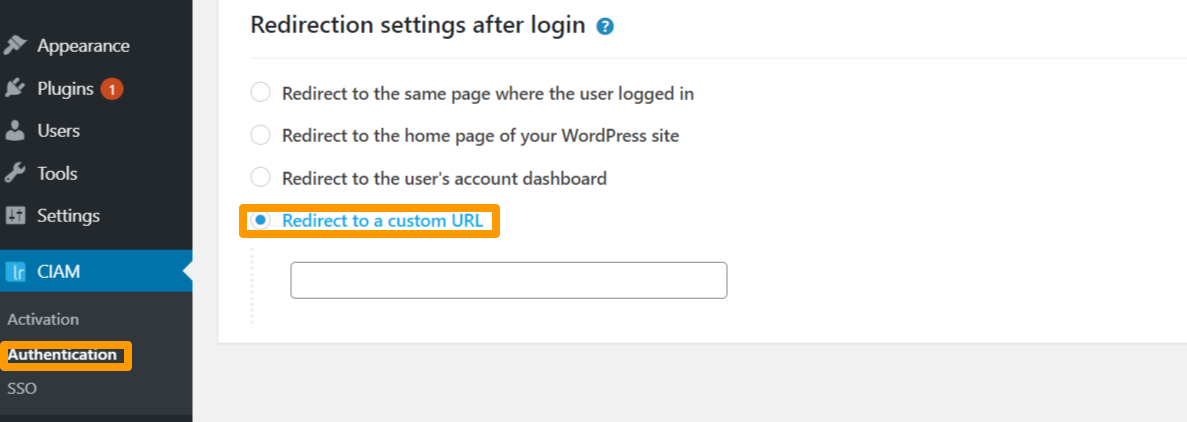 Appearance
Plugins 1
Users
Tools
Settings
lr CIAM
Activation
Authentication
SSO
Redirection settings after login ?
Redirect to the same page where the user logged in
Redirect to the home page of your WordPress site
Redirect to the user's account dashboard
Redirect to a custom URL